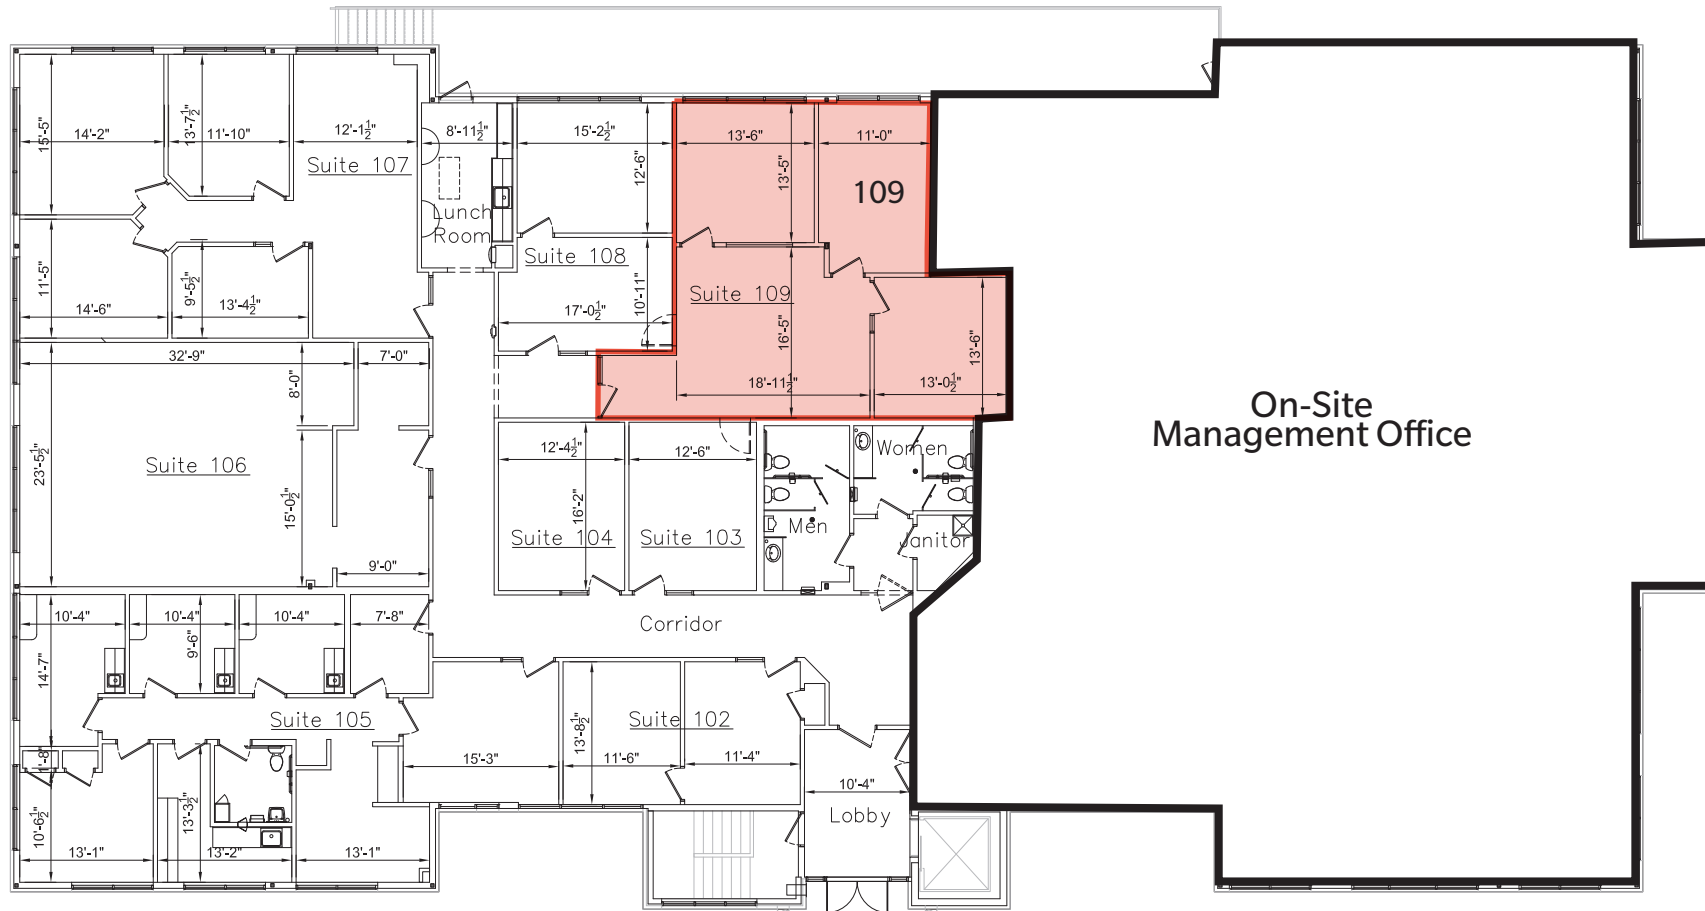 14'-2"
15'-5"
13'-7½"
11'-10"
12'-1½"
Suite 107
8'-11½"
Lunch
Room
15'-2½"
12'-6"
13'-6"
13'-5"
11'-0"
109
11'-5"
14'-6"
9'-5½"
13'-4½"
Suite 108
10'-11"
17'-0½"
Suite 109
16'-5"
18'-11½"
13'-6"
13'-0½"
On-Site
Management Office
32'-9"
7'-0"
8'-0"
23'-5½"
Suite 106
15'-0½"
9'-0"
12'-4½"
16'-2"
Suite 104
12'-6"
Suite 103
Women
Men
Janitor
Corridor
10'-4"
10'-4"
10'-4"
7'-8"
9'-6"
14'-7"
Suite 105
15'-3"
13'-8½"
Suite 102
11'-6"
11'-4"
10'-4"
Lobby
10'-6½"
13'-1"
13'-3½"
13'-2"
13'-1"